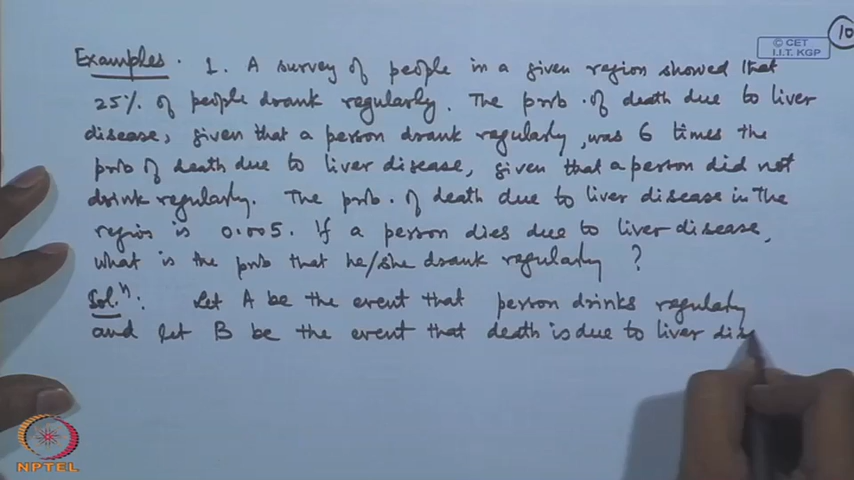 10
© CET
I.I.T. KGP
Examples. 1. A survey of people in a given region showed that
25% of people drank regularly. The prob. of death due to liver
disease, given that a person drank regularly, was 6 times the
prob of death due to liver disease, given that a person did not
drink regularly. The prob. of death due to liver disease in the
region is 0.005. If a person dies due to liver disease,
what is the prob that he/she drank regularly ?
Solⁿ: Let A be the event that person drinks regularly
and let B be the event that death is due to liver dise
NPTEL